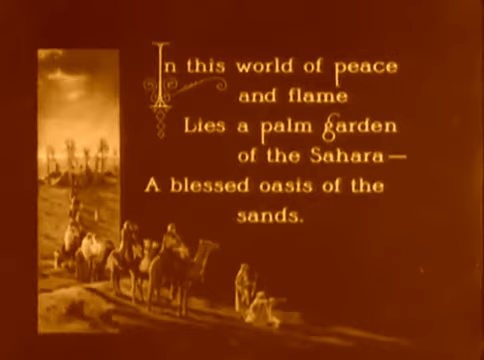 In this world of peace
and flame
Lies a palm garden
of the Sahara—
A blessed oasis of the
sands.